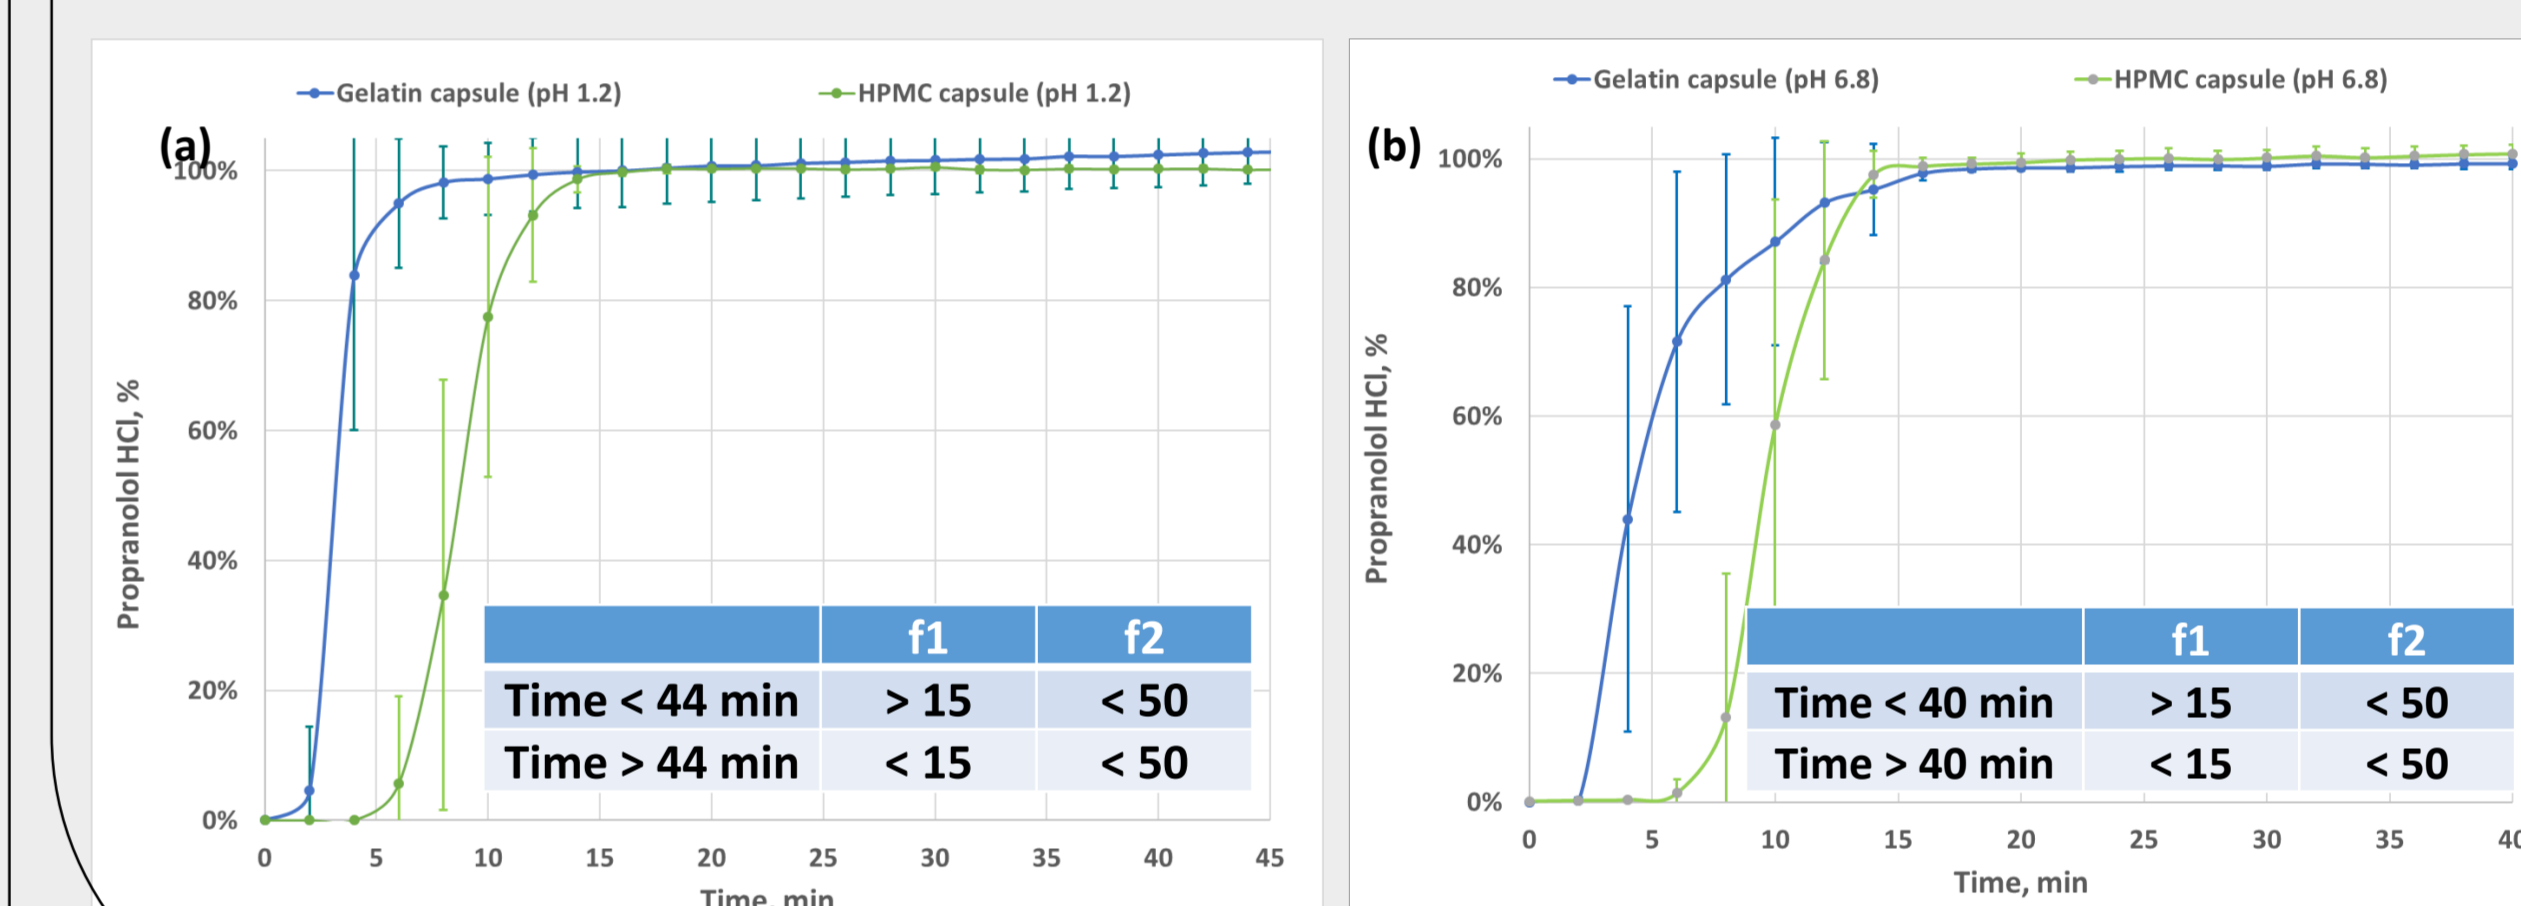 Gelatin capsule (pH 1.2) HPMC capsule (pH 1.2)
(a)
100%
80%
60%
40%
20%
0%
Propranolol HCl, %
0 5 10 15 20 25 30 35 40 45
Time, min
f1 f2
Time < 44 min > 15 < 50
Time > 44 min < 15 < 50
Gelatin capsule (pH 6.8) HPMC capsule (pH 6.8)
(b)
100%
80%
60%
40%
20%
0%
Propranolol HCl, %
0 5 10 15 20 25 30 35 40
Time, min
f1 f2
Time < 40 min > 15 < 50
Time > 40 min < 15 < 50